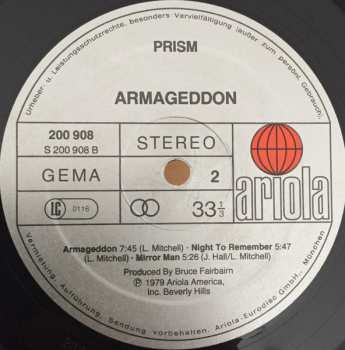 Urheber- u. Leistungsschutzrechte, besonders Vervielfältigung (außer zum persönl. Gebrauch),
PRISM
ARMAGEDDON
200 908
S 200 908 B
STEREO
GEMA
2
LC 0116
33 1/3
ariola
Armageddon 7:45 (L. Mitchell) · Night To Remember 5:47
(L. Mitchell) · Mirror Man 5:26 (J. Hall/L. Mitchell)
Produced By Bruce Fairbairn
Ⓟ 1979 Ariola America,
Inc. Beverly Hills
Vermietung, Aufführung, Sendung vorbehalten. Ariola-Eurodisc GmbH., München